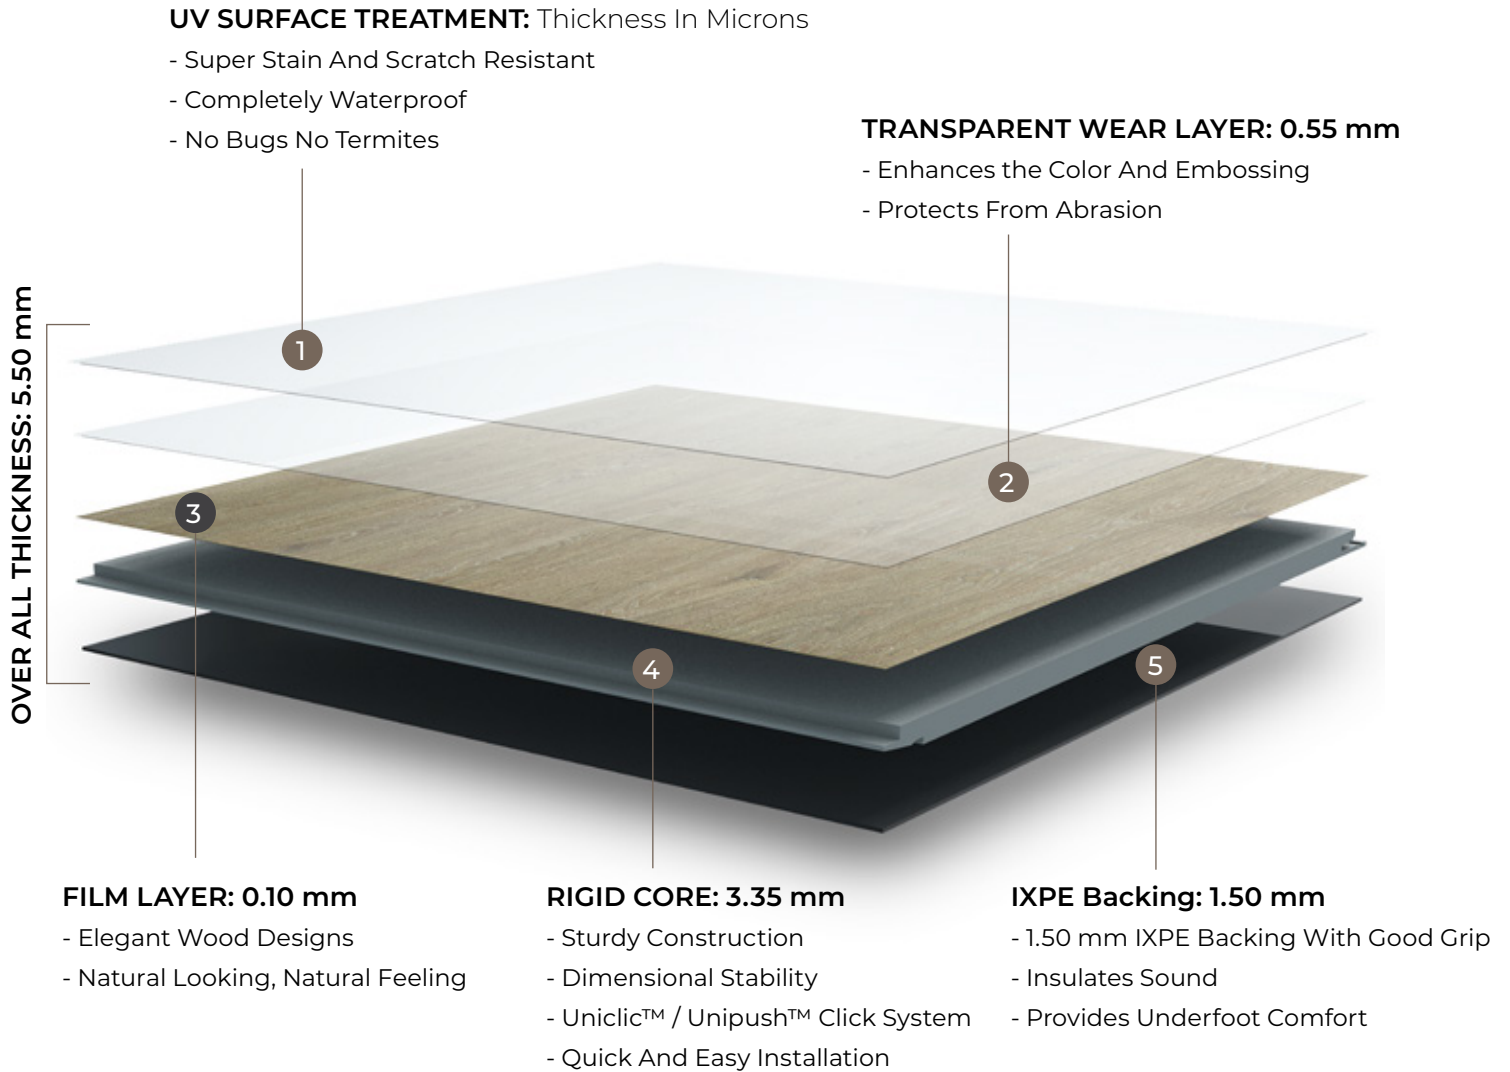 UV SURFACE TREATMENT: Thickness In Microns
- Super Stain And Scratch Resistant
- Completely Waterproof
- No Bugs No Termites
TRANSPARENT WEAR LAYER: 0.55 mm
- Enhances the Color And Embossing
- Protects From Abrasion
OVER ALL THICKNESS: 5.50 mm
1
2
3
4
5
FILM LAYER: 0.10 mm
- Elegant Wood Designs
- Natural Looking, Natural Feeling
RIGID CORE: 3.35 mm
- Sturdy Construction
- Dimensional Stability
- Uniclic™ / Unipush™ Click System
- Quick And Easy Installation
IXPE Backing: 1.50 mm
- 1.50 mm IXPE Backing With Good Grip
- Insulates Sound
- Provides Underfoot Comfort